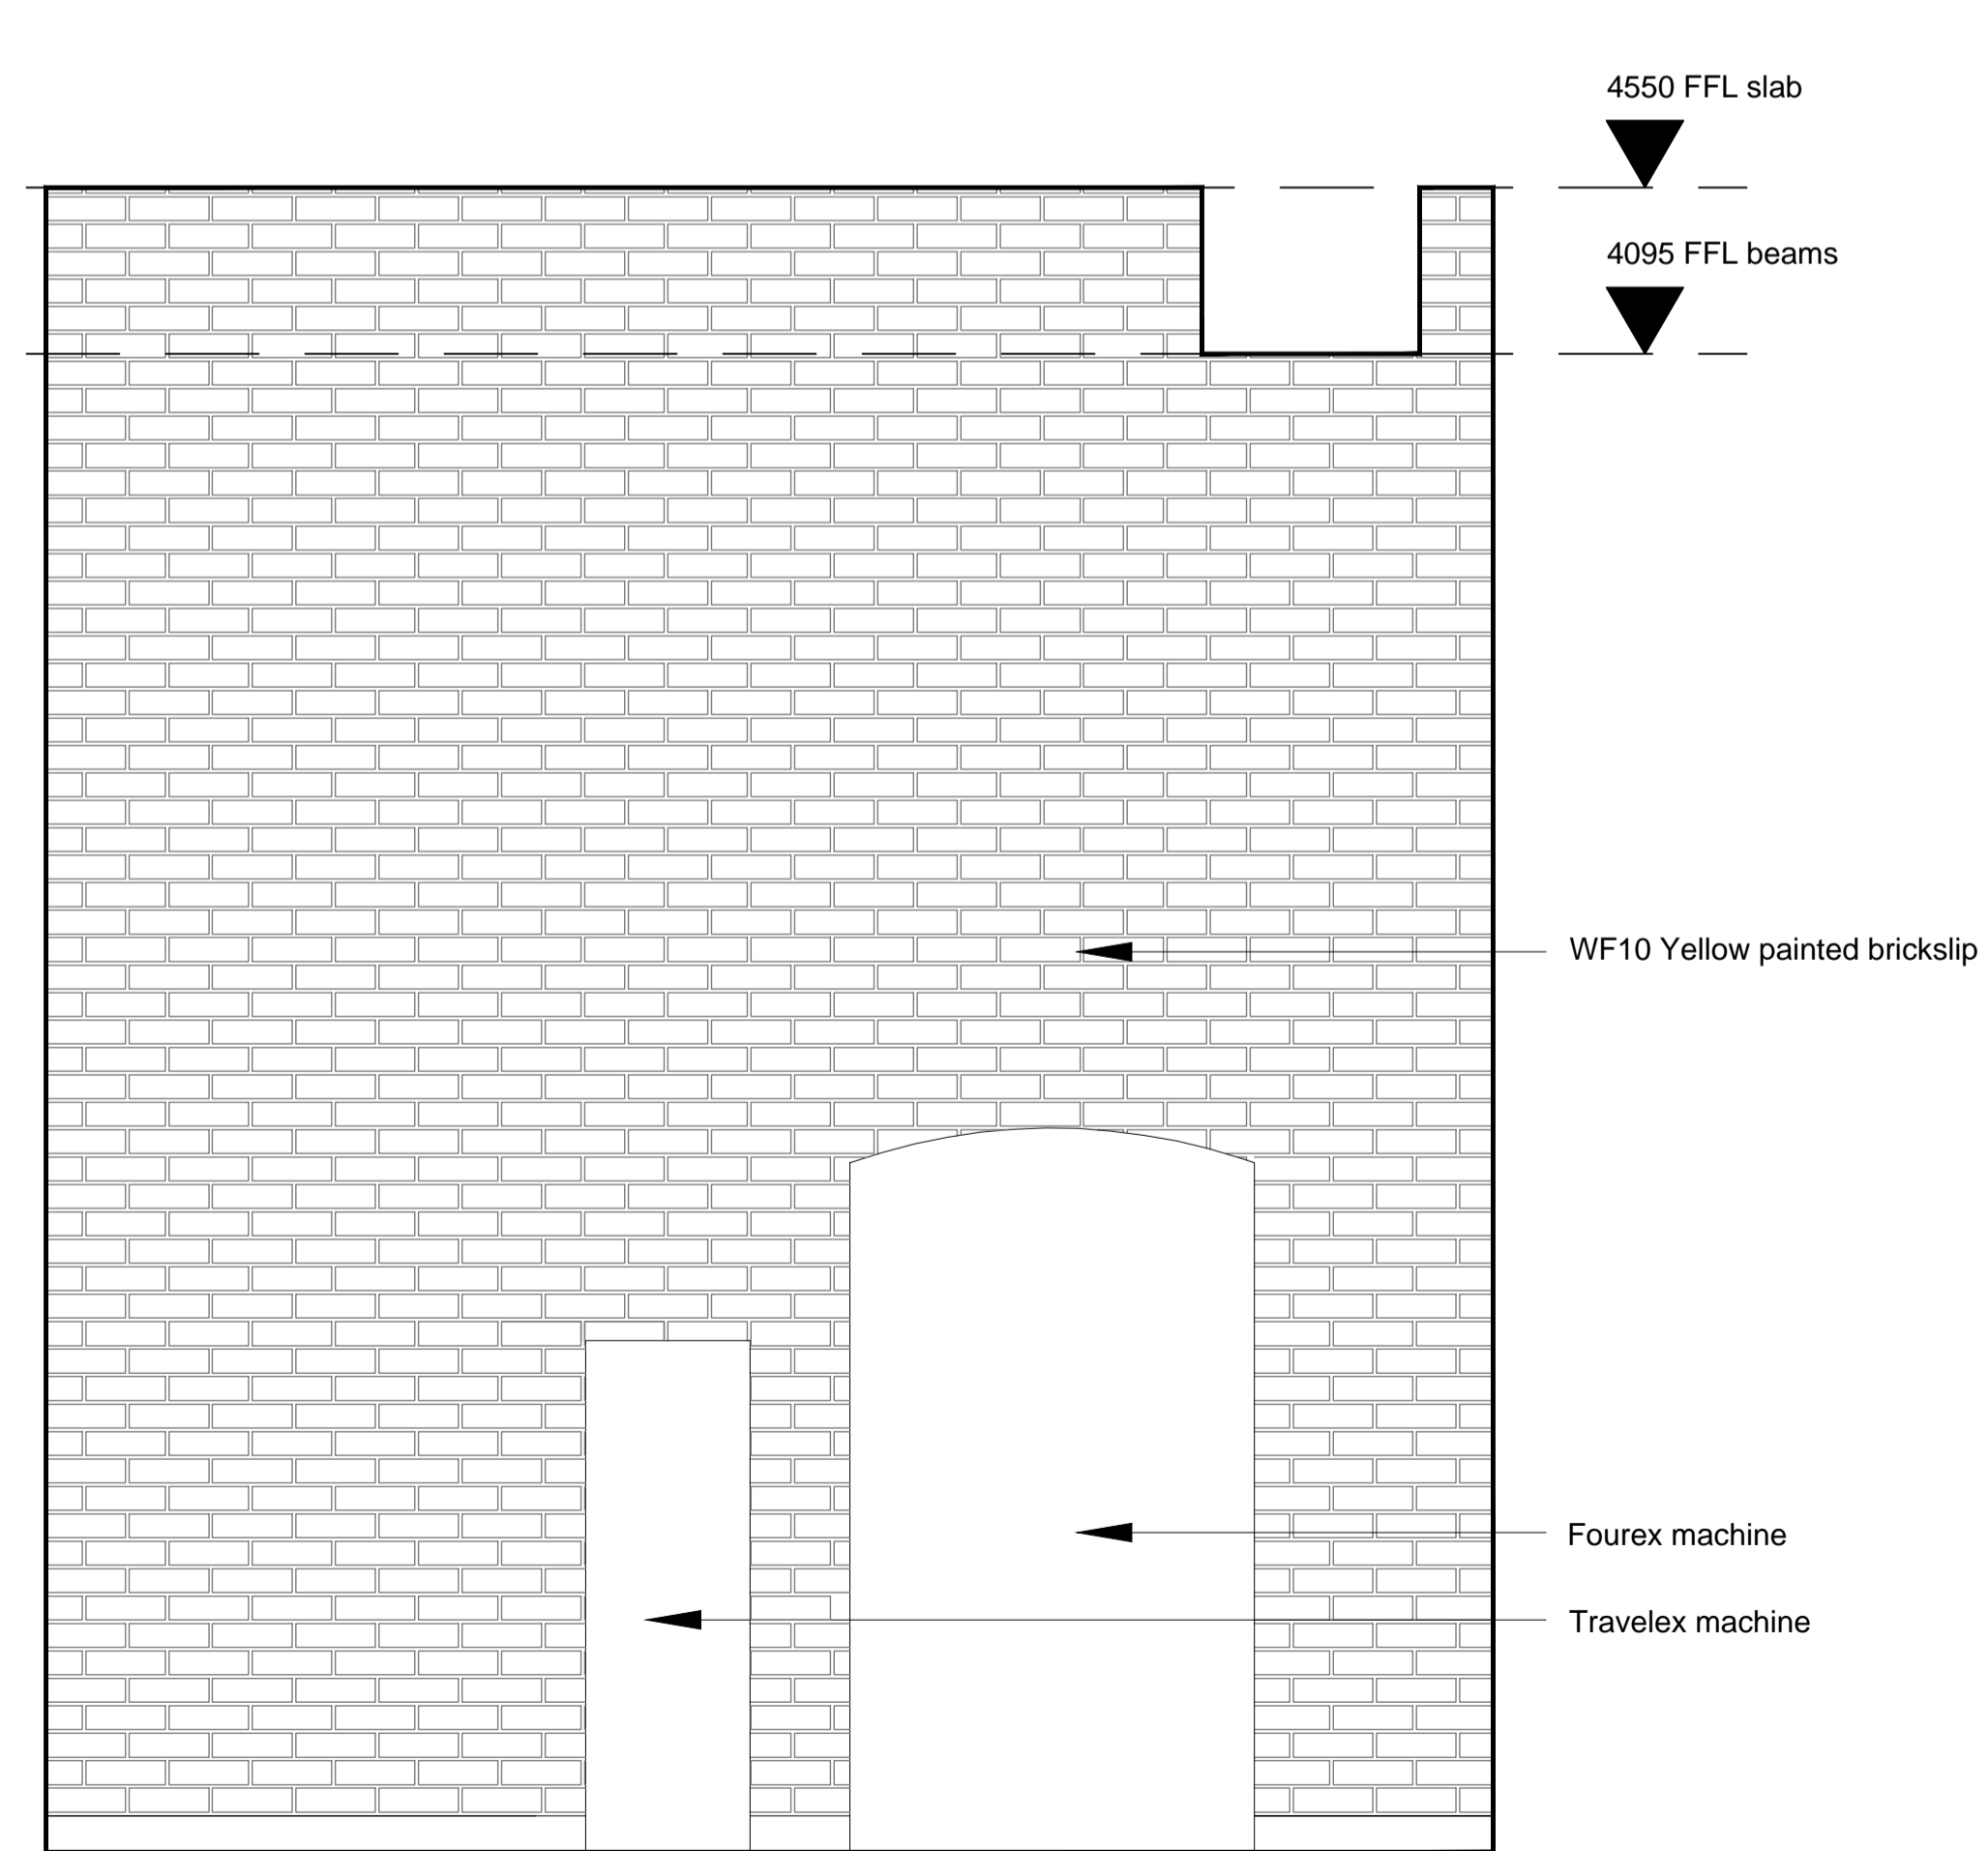 4550 FFL slab
4095 FFL beams
WF10 Yellow painted brickslip
Fourex machine
Travelex machine